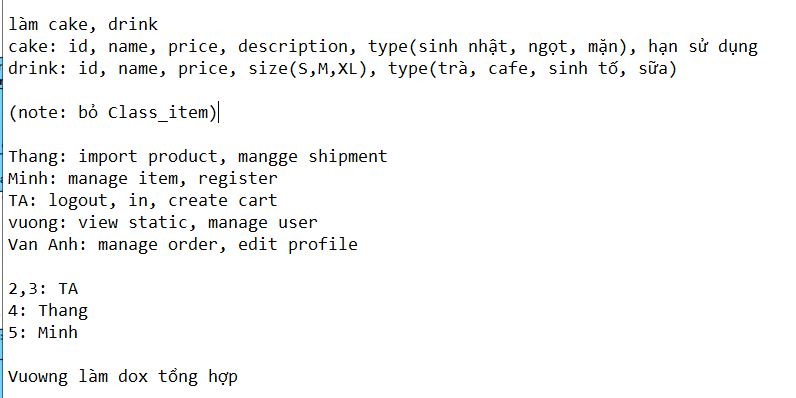 làm cake, drink
cake: id, name, price, description, type(sinh nhật, ngọt, mặn), hạn sử dụng
drink: id, name, price, size(S,M,XL), type(trà, cafe, sinh tố, sữa)
(note: bỏ Class_item)
Thang: import product, mangge shipment
Minh: manage item, register
TA: logout, in, create cart
vuong: view static, manage user
Van Anh: manage order, edit profile
2,3: TA
4: Thang
5: Minh
Vuowng làm dox tổng hợp